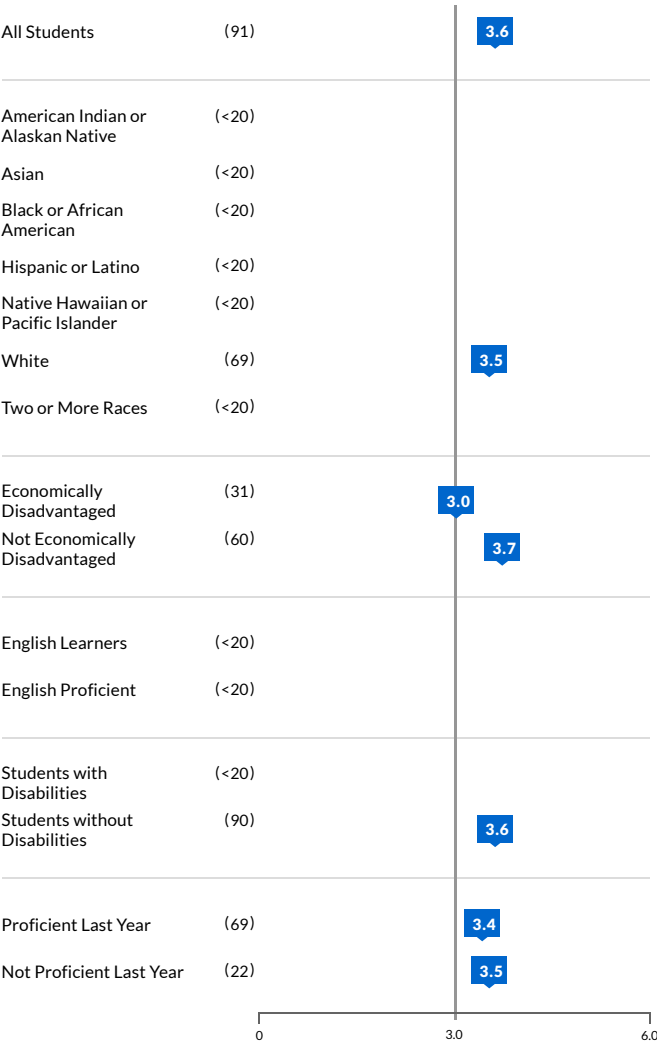 All Students (91) 3.6
American Indian or (<20)
Alaskan Native
Asian (<20)
Black or African (<20)
American
Hispanic or Latino (<20)
Native Hawaiian or (<20)
Pacific Islander
White (69) 3.5
Two or More Races (<20)
Economically (31) 3.0
Disadvantaged
Not Economically (60) 3.7
Disadvantaged
English Learners (<20)
English Proficient (<20)
Students with (<20)
Disabilities
Students without (90) 3.6
Disabilities
Proficient Last Year (69) 3.4
Not Proficient Last Year (22) 3.5
0 3.0 6.0